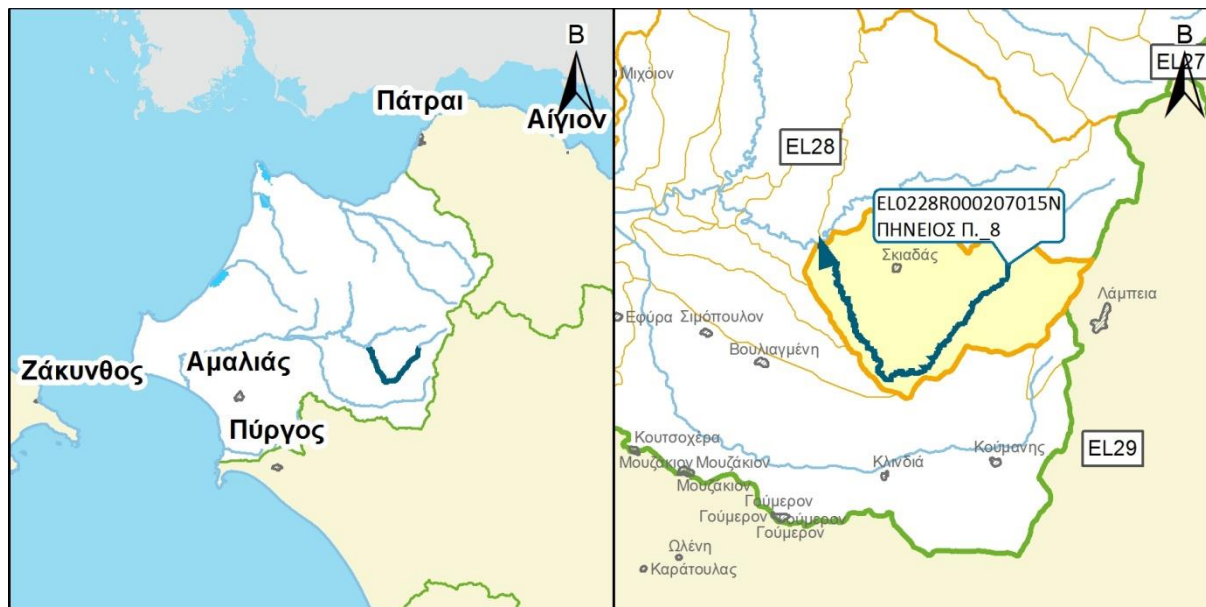 Β
Πάτραι
Αίγιον
Ζάκυνθος
Αμαλιάς
Πύργος
EL27
Β
Μιχόιον
EL28
EL0228R000207015N
ΠΗΝΕΙΟΣ Π._8
Σκιαδάς
Λάμπεια
Εφύρα
Σιμόπουλον
Βουλιαγμένη
EL29
Κουτσοχέρα
Μουζάκιον
Μουζάκιον
Μουζάκιον
Κλινδιά
Κούμανης
Γούμερον
Γούμερον
Γούμερον
Γούμερον
Ωλένη
Καράτουλας